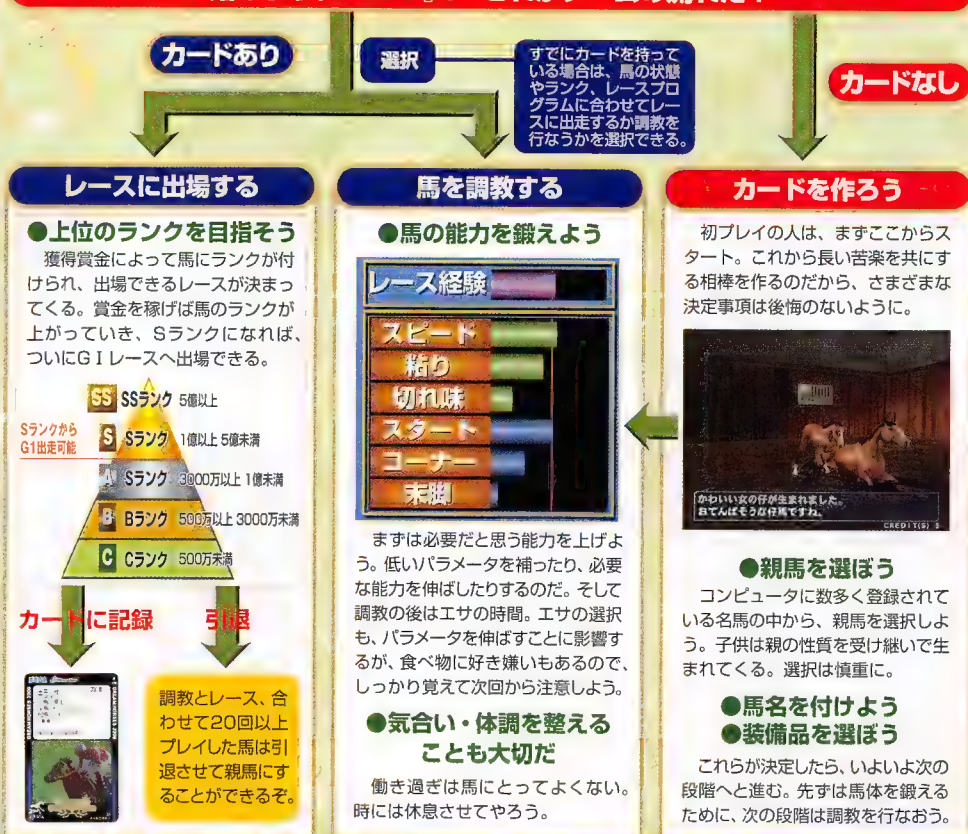 カードあり
選択
すでにカードを持って
いる場合は、馬の状態
やランク、レースプロ
グラムに合わせてレー
スに出走するか調教を
行なうかを選択できる。
カードなし
レースに出場する
●上位のランクを目指そう
獲得賞金によって馬にランクが付
けられ、出場できるレースが決まっ
てくる。賞金を稼げば馬のランクが
上がっていき、Sランクになれば、
ついにGⅠレースへ出場できる。
SS SSランク 5億以上
Sランクから
G1出走可能
S Sランク 1億以上 5億未満
A Sランク 3000万以上 1億未満
B Bランク 500万以上 3000万未満
C Cランク 500万未満
カードに記録
引退
調教とレース、合
わせて20回以上
プレイした馬は引
退させて親馬にす
ることができるぞ。
馬を調教する
●馬の能力を鍛えよう
レース経験
スピード
粘り
切れ味
スタート
コーナー
末脚
まずは必要だと思う能力を上げよ
う。低いパラメータを補ったり、必要
な能力を伸ばしたりするのだ。そして
調教の後はエサの時間。エサの選択
も、パラメータを伸ばすことに影響す
るが、食べ物に好き嫌いもあるので、
しっかり覚えて次回から注意しよう。
●気合い・体調を整える
ことも大切だ
働き過ぎは馬にとってよくない。
時には休息させてやろう。
カードを作ろう
初プレイの人は、まずここからス
タート。これから長い苦楽を共にす
る相棒を作るのだから、さまざまな
決定事項は後悔のないように。
かわいい女の仔が生まれました。
おてんばそうな仔馬ですね。
CREDIT(S) 5
●親馬を選ぼう
コンピュータに数多く登録されて
いる名馬の中から、親馬を選択しよ
う。子供は親の性質を受け継いで生
まれてくる。選択は慎重に。
●馬名を付けよう
●装備品を選ぼう
これらが決定したら、いよいよ次の
段階へと進む。先ずは馬体を鍛える
ために、次の段階は調教を行なおう。